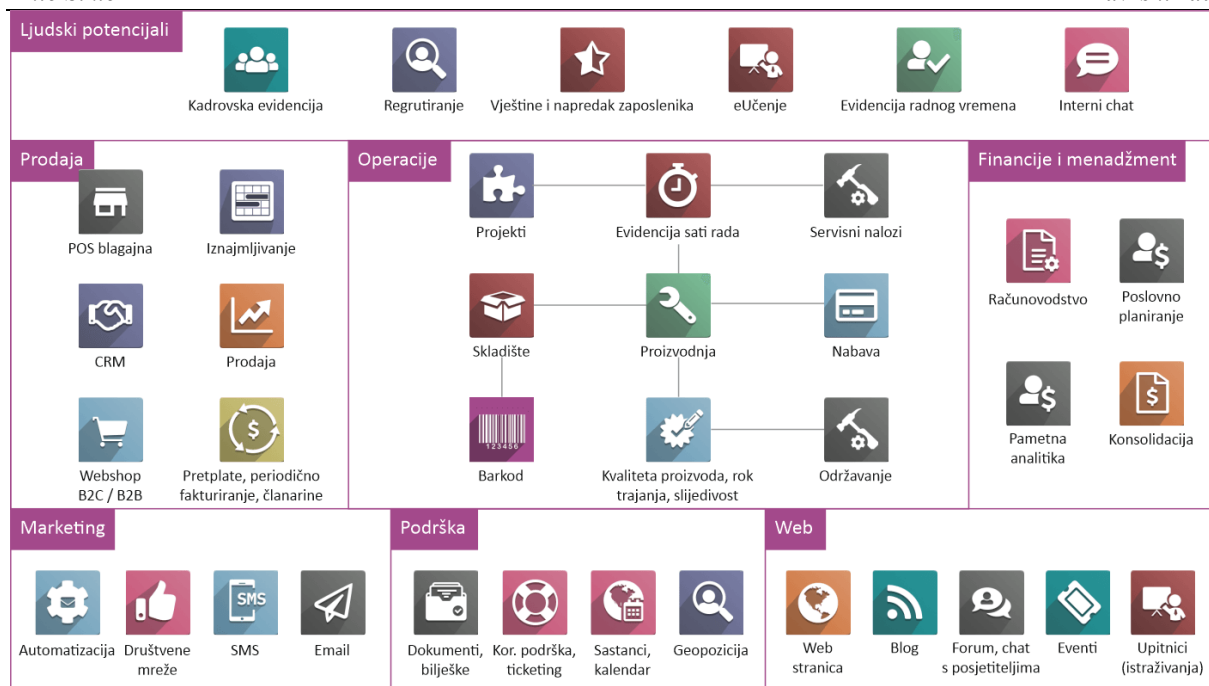 Ljudski potencijali
Kadrovska evidencija
Regrutiranje
Vještine i napredak zaposlenika
eUčenje
Evidencija radnog vremena
Interni chat
Prodaja
POS blagajna
Iznajmljivanje
CRM
Prodaja
Webshop
B2C / B2B
Pretplate, periodično
fakturiranje, članarine
Operacije
Projekti
Evidencija sati rada
Servisni nalozi
Skladište
Proizvodnja
Nabava
123456
Barkod
Kvaliteta proizvoda, rok
trajanja, slijedivost
Održavanje
Financije i menadžment
Računovodstvo
Poslovno
planiranje
Pametna
analitika
Konsolidacija
Marketing
Automatizacija
Društvene
mreže
SMS
SMS
Email
Podrška
Dokumenti,
bilješke
Kor. podrška,
ticketing
Sastanci,
kalendar
Geopozicija
Web
Web
stranica
Blog
Forum, chat
s posjetiteljima
Eventi
Upitnici
(istraživanja)